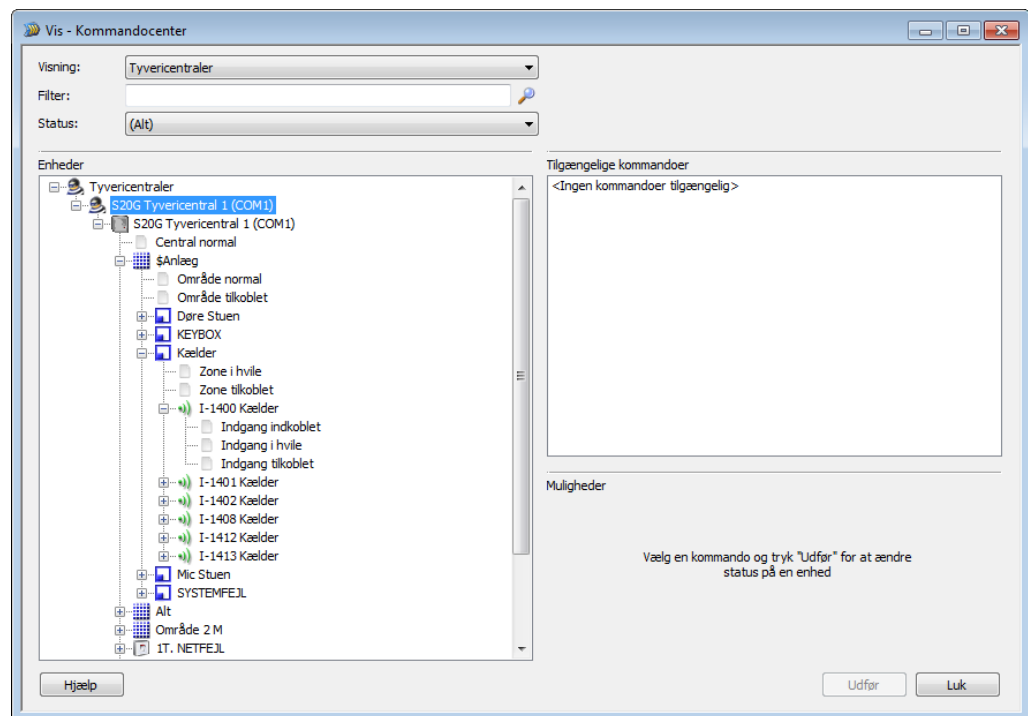 Vis - Kommandocenter
Visning: Tyvericentraler
Filter:
Status: (Alt)
Enheder
Tyvericentraler
S20G Tyvericentral 1 (COM1)
S20G Tyvericentral 1 (COM1)
Central normal
$Anlæg
Område normal
Område tilkoblet
Døre Stuen
KEYBOX
Kælder
Zone i hvile
Zone tilkoblet
I-1400 Kælder
Indgang indkoblet
Indgang i hvile
Indgang tilkoblet
I-1401 Kælder
I-1402 Kælder
I-1408 Kælder
I-1412 Kælder
I-1413 Kælder
Mic Stuen
SYSTEMFEJL
Alt
Område 2 M
1T. NETFEJL
Tilgængelige kommandoer
<Ingen kommandoer tilgængelig>
Muligheder
Vælg en kommando og tryk "Udfør" for at ændre
status på en enhed
Hjælp
Udfør
Luk